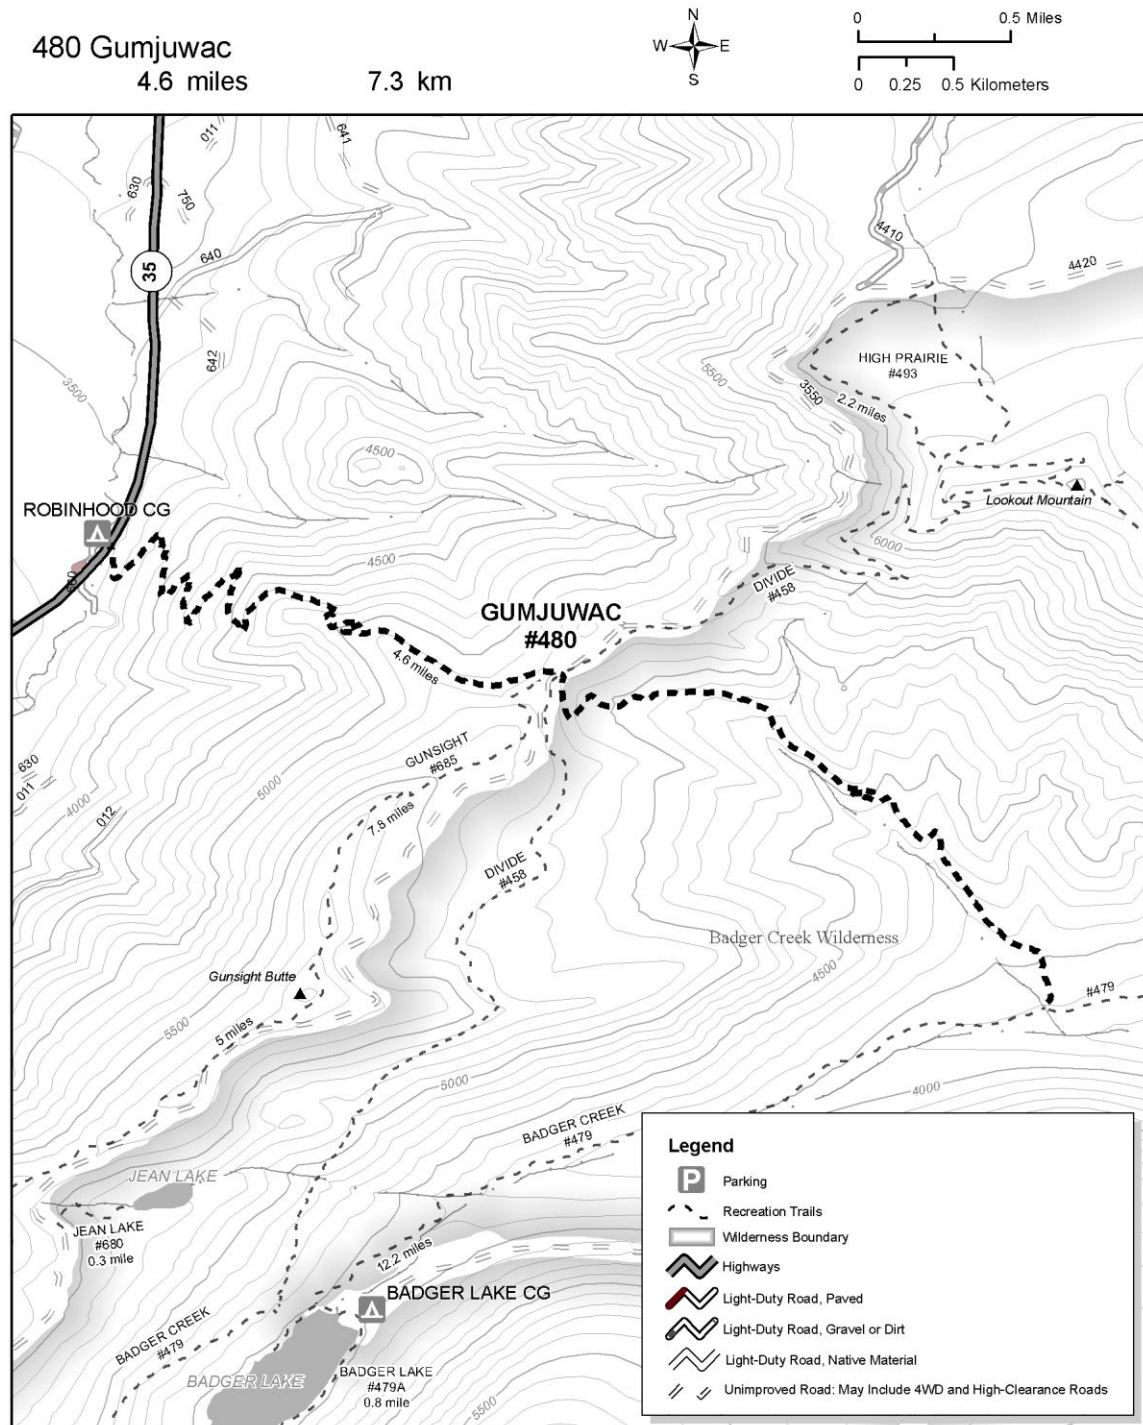 480 Gumjuwac
4.6 miles 7.3 km
N
W E
S
0 0.5 Miles
0 0.25 0.5 Kilometers
011
641
630
750
640
35
642
3500
4410
4420
HIGH PRAIRIE
#493
5500
3550
2.2 miles
4500
Lookout Mountain
ROBINHOOD CG
6000
4500
DIVIDE
#458
GUMJUWAC
#480
4.6 miles
GUNSIGHT
#685
630
011
4000
012
5000
7.8 miles
DIVIDE
#458
Badger Creek Wilderness
4500
Gunsight Butte
#479
5500
5 miles
5000
4000
BADGER CREEK
#479
JEAN LAKE
JEAN LAKE
#680
0.3 mile
12.2 miles
BADGER LAKE CG
BADGER CREEK
#479
BADGER LAKE
BADGER LAKE
#479A
0.8 mile
5500
Legend
P Parking
Recreation Trails
Wilderness Boundary
Highways
Light-Duty Road, Paved
Light-Duty Road, Gravel or Dirt
Light-Duty Road, Native Material
Unimproved Road: May Include 4WD and High-Clearance Roads